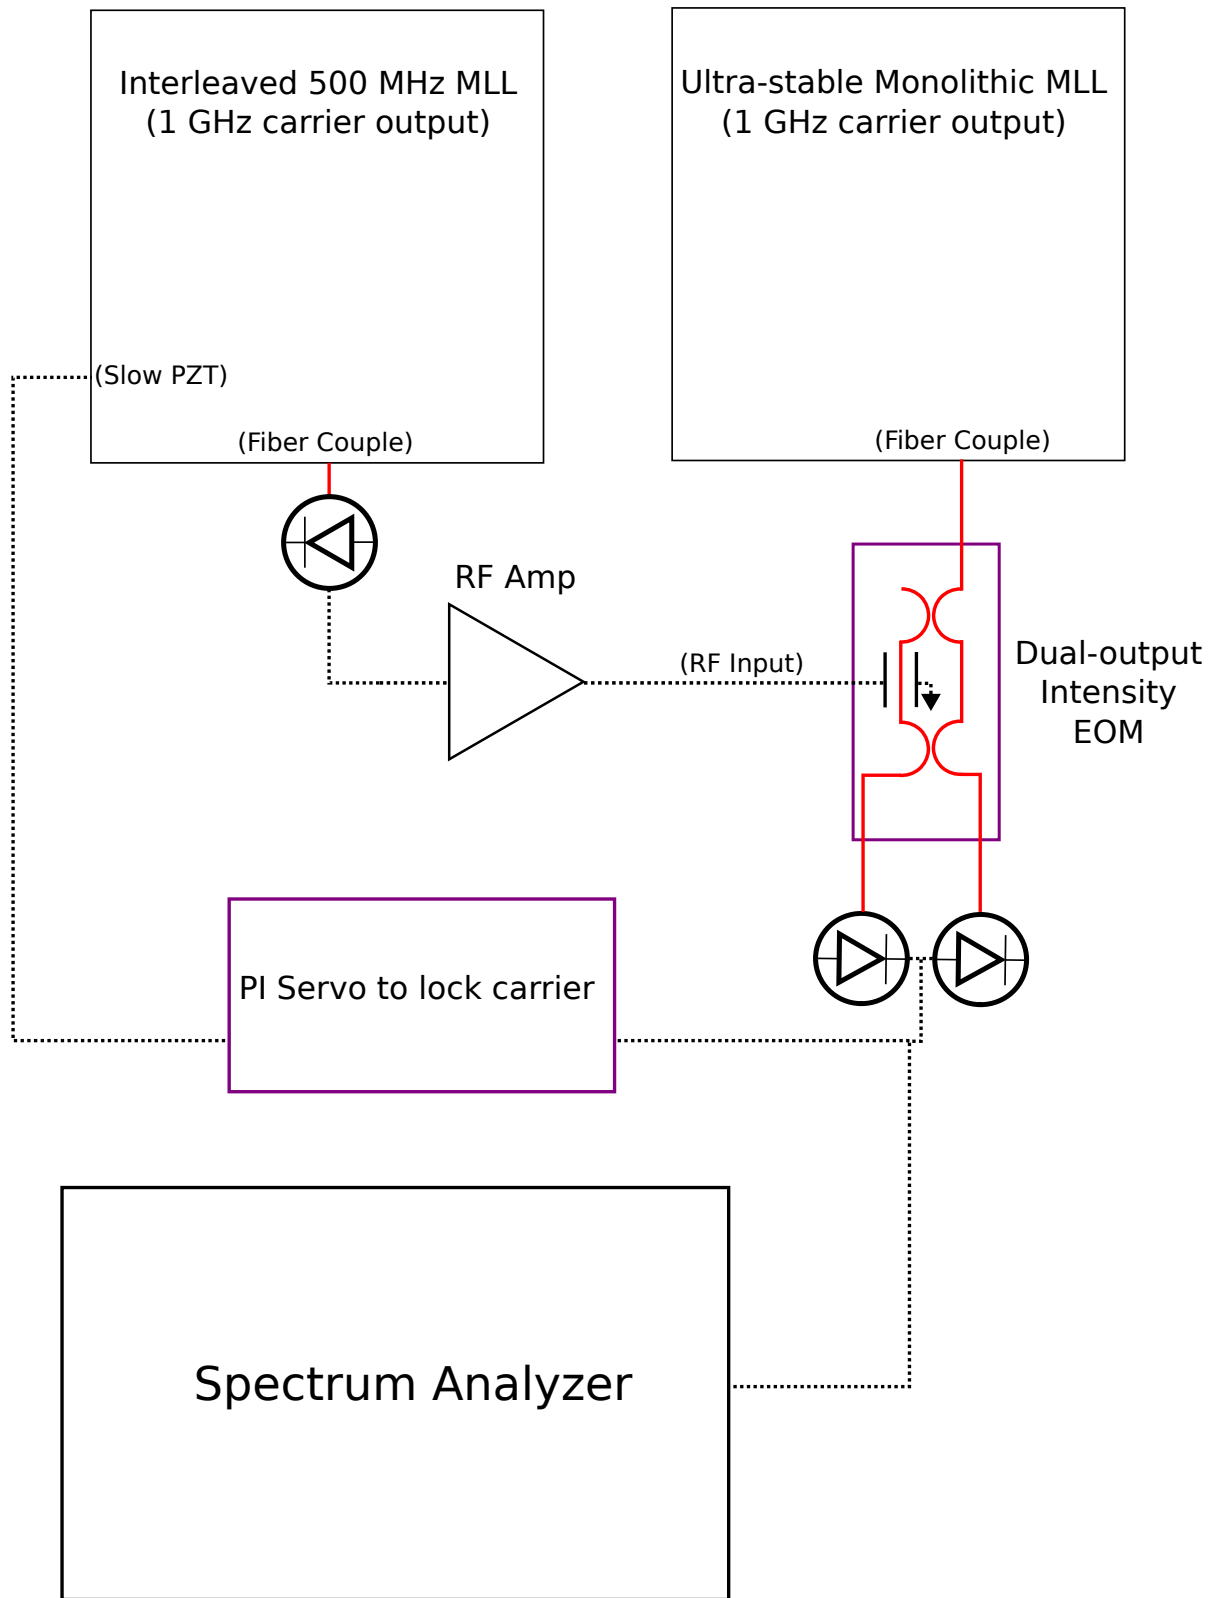 Interleaved 500 MHz MLL
(1 GHz carrier output)
Ultra-stable Monolithic MLL
(1 GHz carrier output)
(Slow PZT)
(Fiber Couple)
(Fiber Couple)
RF Amp
(RF Input)
Dual-output
Intensity
EOM
PI Servo to lock carrier
Spectrum Analyzer